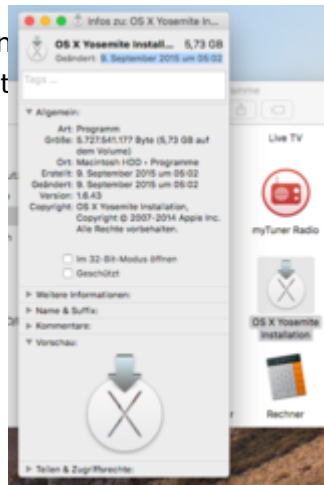 Infos zu: OS X Yosemite In...
OS X Yosemite Install... 5,73 GB
Geändert: 9. September 2015 um 05:02
Tags ...
Allgemein:
Art: Programm
Größe: 5.727.541.177 Byte (5,73 GB auf
dem Volume)
Ort: Macintosh HDD • Programme
Erstellt: 9. September 2015 um 05:02
Geändert: 9. September 2015 um 05:02
Version: 1.6.43
Copyright: OS X Yosemite Installation,
Copyright © 2007-2014 Apple Inc.
Alle Rechte vorbehalten.
Im 32-Bit-Modus öffnen
Geschützt
Weitere Informationen:
Name & Suffix:
Kommentare:
Vorschau:
Teilen & Zugriffsrechte:
Live TV
myTuner Radio
OS X Yosemite
Installation
Rechner